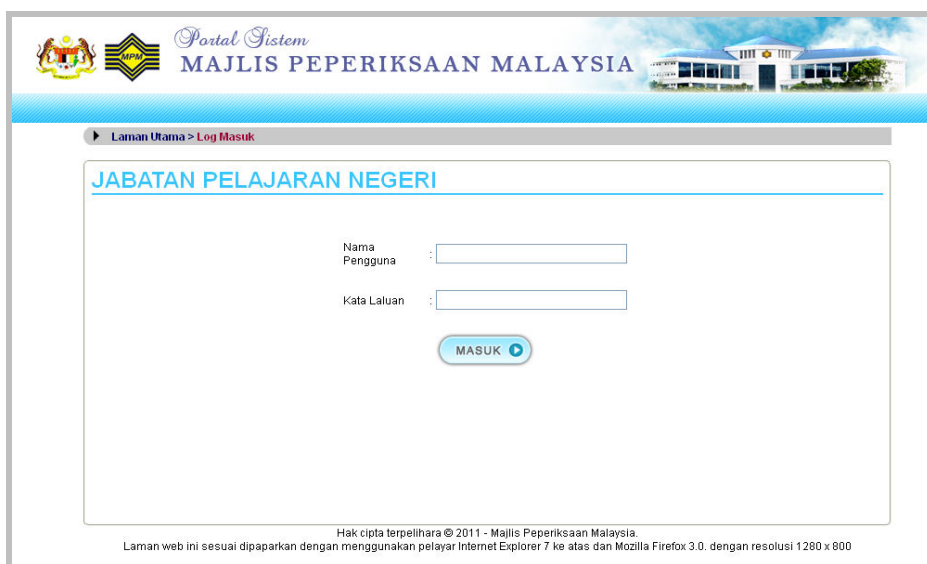 Portal Sistem
MPM
MAJLIS PEPERIKSAAN MALAYSIA
Laman Utama > Log Masuk
JABATAN PELAJARAN NEGERI
Nama
Pengguna :
Kata Laluan :
MASUK
Hak cipta terpelihara © 2011 - Majlis Peperiksaan Malaysia.
Laman web ini sesuai dipaparkan dengan menggunakan pelayar Internet Explorer 7 ke atas dan Mozilla Firefox 3.0. dengan resolusi 1280 x 800